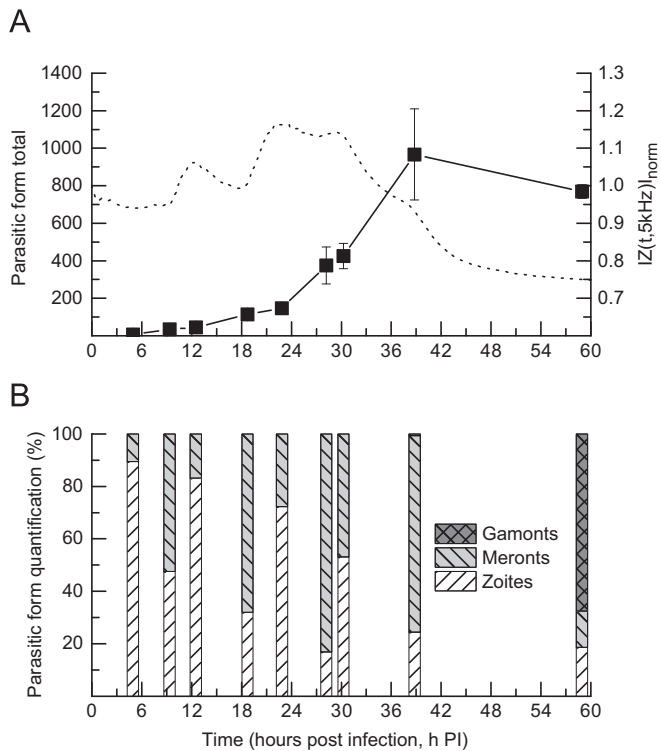 A
Parasitic form total
1400
1200
1000
800
600
400
200
1.3
1.2
1.1
1.0
0.9
0.8
0.7
IZ(t,5kHz)I norm
0 6 12 18 24 30 36 42 48 54 60
B
Parasitic form quantification (%)
100
80
60
40
20
Gamonts
Meronts
Zoites
0 6 12 18 24 30 36 42 48 54 60
Time (hours post infection, h PI)